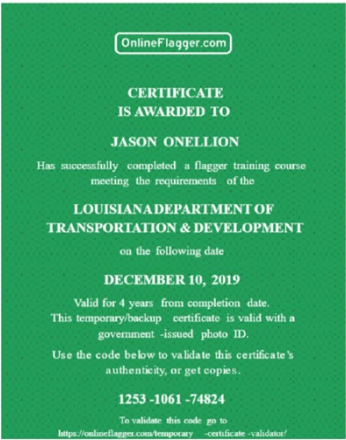 OnlineFlagger.com
CERTIFICATE
IS AWARDED TO
JASON ONELLION
Has successfully completed a flagger training course
meeting the requirements of the
LOUISIANA DEPARTMENT OF
TRANSPORTATION & DEVELOPMENT
on the following date
DECEMBER 10, 2019
Valid for 4 years from completion date.
This temporary/backup certificate is valid with a
government -issued photo ID.
Use the code below to validate this certificate's
authenticity, or get copies.
1253 -1061 -74824
To validate this code go to
https://onlineflagger.com/temporary -certificate -validator/